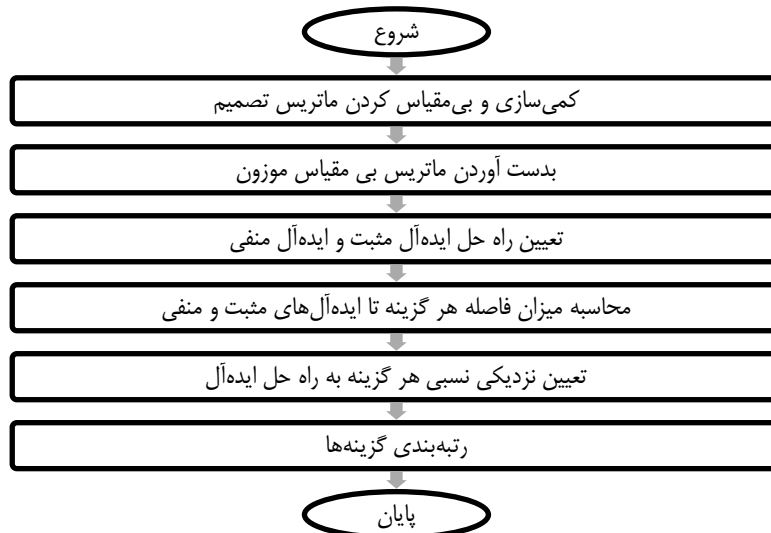 شروع
کمی‌سازی و بی‌مقیاس کردن ماتریس تصمیم
بدست آوردن ماتریس بی مقیاس موزون
تعیین راه حل ایده‌آل مثبت و ایده‌آل منفی
محاسبه میزان فاصله هر گزینه تا ایده‌آل‌های مثبت و منفی
تعیین نزدیکی نسبی هر گزینه به راه حل ایده‌آل
رتبه‌بندی گزینه‌ها
پایان